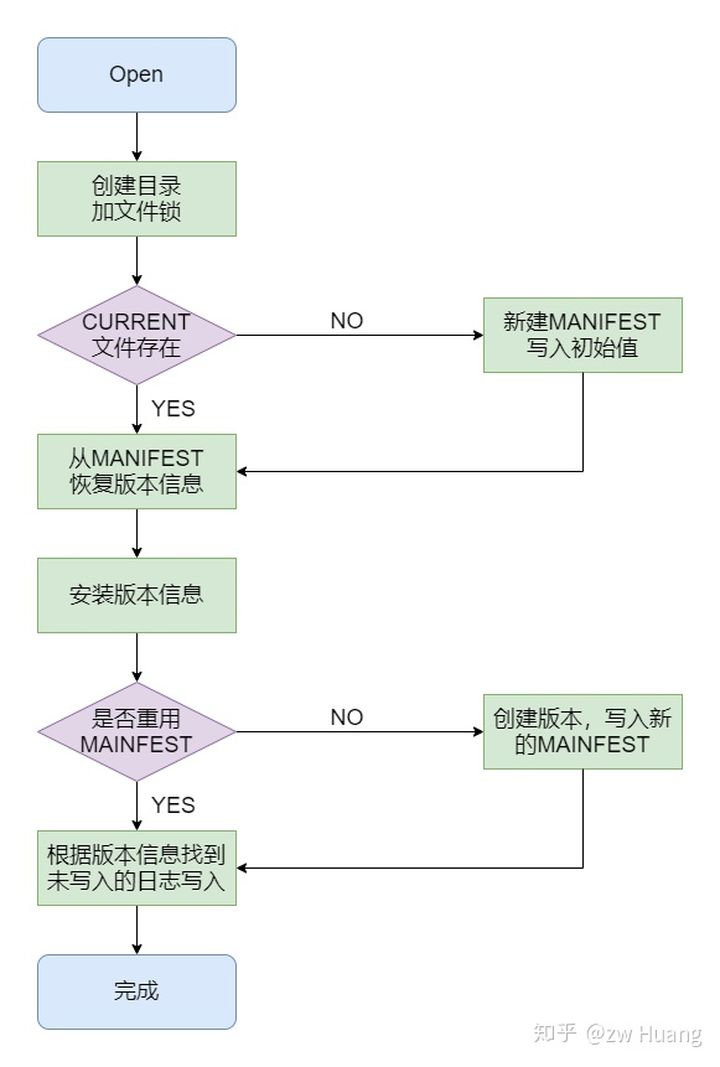 Open
创建目录
加文件锁
CURRENT
文件存在
NO
新建MANIFEST
写入初始值
YES
从MANIFEST
恢复版本信息
安装版本信息
是否重用
MAINFEST
NO
创建版本，写入新
的MAINFEST
YES
根据版本信息找到
未写入的日志写入
完成
知乎 @zw Huang